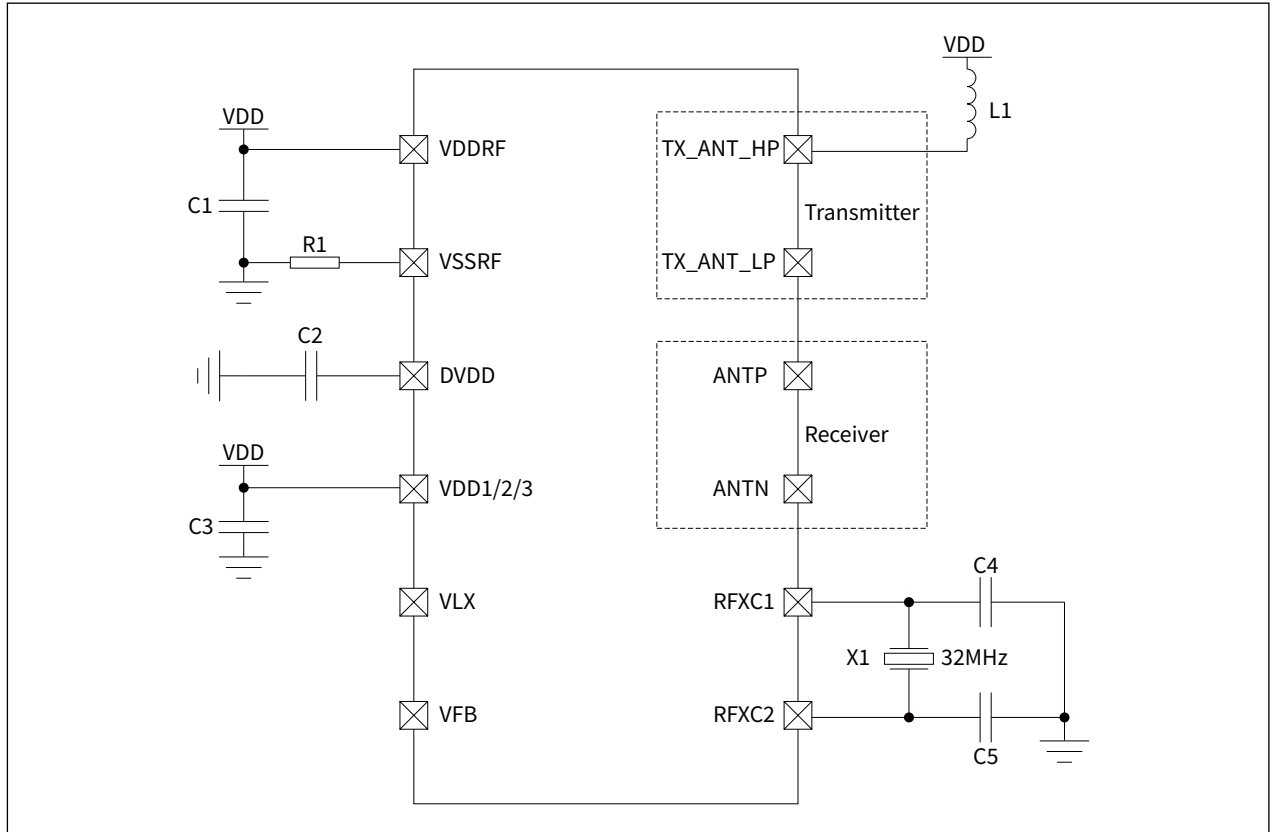 VDD
VDD
L1
VDDRF
TX_ANT_HP
C1
Transmitter
R1
VSSRF
TX_ANT_LP
C2
DVDD
ANTP
Receiver
VDD
VDD1/2/3
ANTN
C3
C4
VLX
RFXC1
X1
32MHz
VFB
RFXC2
C5